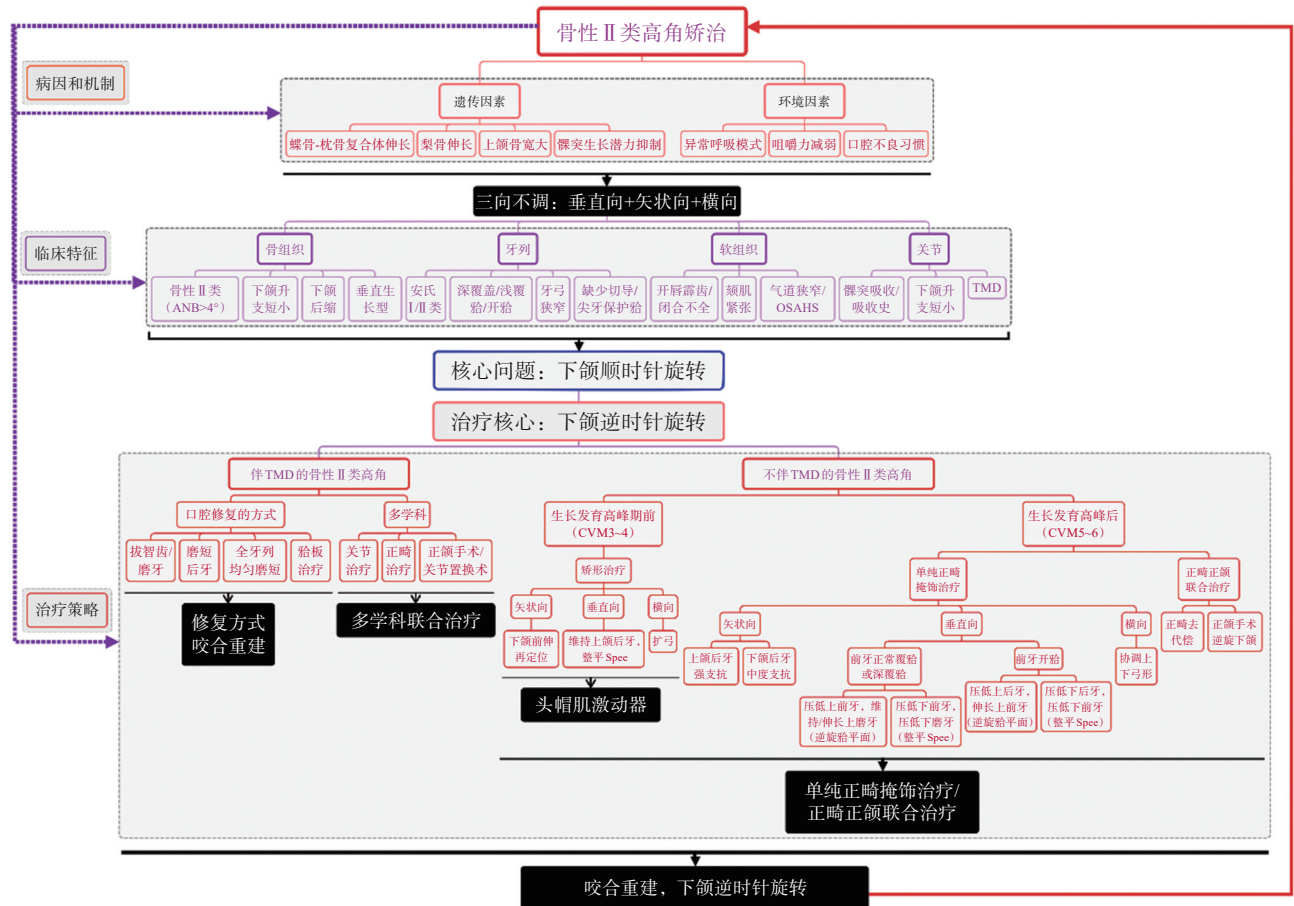 骨性Ⅱ类高角矫治
病因和机制
遗传因素
环境因素
蝶骨-枕骨复合体伸长
梨骨伸长
上颌骨宽大
髁突生长潜力抑制
异常呼吸模式
咀嚼力减弱
口腔不良习惯
三向不调：垂直向+矢状向+横向
临床特征
骨组织
牙列
软组织
关节
骨性Ⅱ类
（ANB>4°）
下颌升
支短小
下颌
后缩
垂直生
长型
安氏
Ⅰ/Ⅱ类
深覆盖/浅覆
𬌗/开𬌗
牙弓
狭窄
缺少切导/
尖牙保护𬌗
开唇露齿/
闭合不全
颏肌
紧张
气道狭窄/
OSAHS
髁突吸收/
吸收史
下颌升
支短小
TMD
核心问题：下颌顺时针旋转
治疗核心：下颌逆时针旋转
治疗策略
伴TMD的骨性Ⅱ类高角
不伴TMD的骨性Ⅱ类高角
口腔修复的方式
多学科
拔智齿/
磨牙
磨短
后牙
全牙列
均匀磨短
𬌗板
治疗
关节
治疗
正畸
治疗
正颌手术/
关节置换术
修复方式
咬合重建
多学科联合治疗
生长发育高峰期前
（CVM3~4）
生长发育高峰后
（CVM5~6）
矫形治疗
矢状向
垂直向
横向
下颌前伸
再定位
维持上颌后牙，
整平Spee
扩弓
头帽肌激动器
单纯正畸
掩饰治疗
正畸正颌
联合治疗
矢状向
垂直向
横向
正畸去
代偿
正颌手术
逆旋下颌
上颌后牙
强支抗
下颌后牙
中度支抗
前牙正常覆𬌗
或深覆𬌗
前牙开𬌗
协调上
下弓形
压低上前牙，维
持/伸长上磨牙
（逆旋𬌗平面）
压低下前牙，
压低下磨牙
（整平Spee）
压低上后牙，
伸长上前牙
（逆旋𬌗平面）
压低下后牙，
压低下前牙
（整平Spee）
单纯正畸掩饰治疗/
正畸正颌联合治疗
咬合重建，下颌逆时针旋转